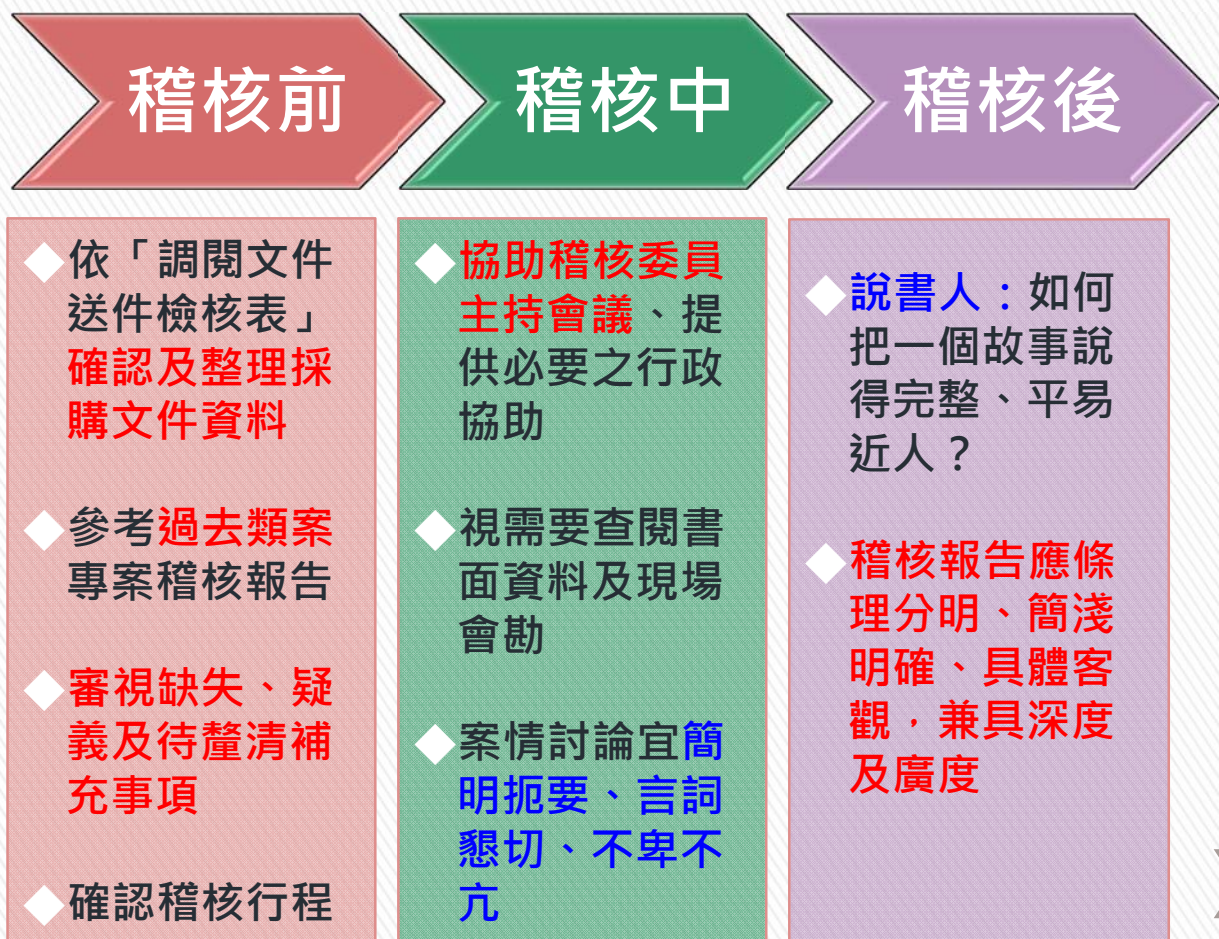 稽核前
稽核中
稽核後
依「調閱文件
送件檢核表」
確認及整理採
購文件資料
參考過去類案
專案稽核報告
審視缺失、疑
義及待釐清補
充事項
確認稽核行程
協助稽核委員
主持會議、提
供必要之行政
協助
視需要查閱書
面資料及現場
會勘
案情討論宜簡
明扼要、言詞
懇切、不卑不
亢
說書人：如何
把一個故事說
得完整、平易
近人？
稽核報告應條
理分明、簡淺
明確、具體客
觀，兼具深度
及廣度